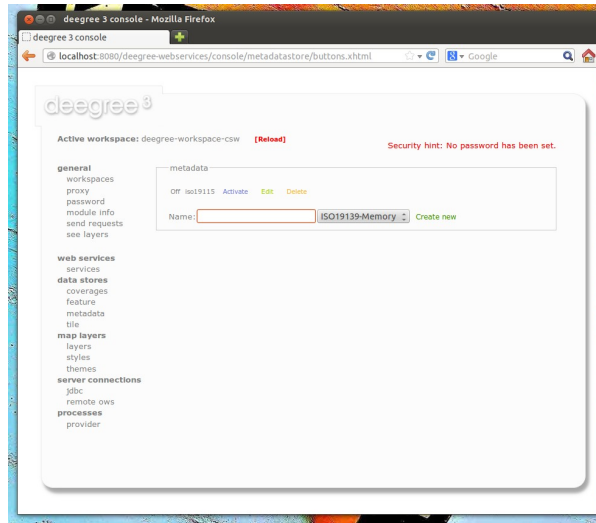 deegree 3 console - Mozilla Firefox
deegree 3 console
localhost:8080/deegree-webservices/console/metadatastore/buttons.xhtml
Google
deegree 3
Active workspace: deegree-workspace-csw [Reload]
Security hint: No password has been set.
general
workspaces
proxy
password
module info
send requests
see layers
web services
services
data stores
coverages
feature
metadata
tile
map layers
layers
styles
themes
server connections
jdbc
remote ows
processes
provider
metadata
Off iso19115 Activate Edit Delete
Name: ISO19139-Memory Create new